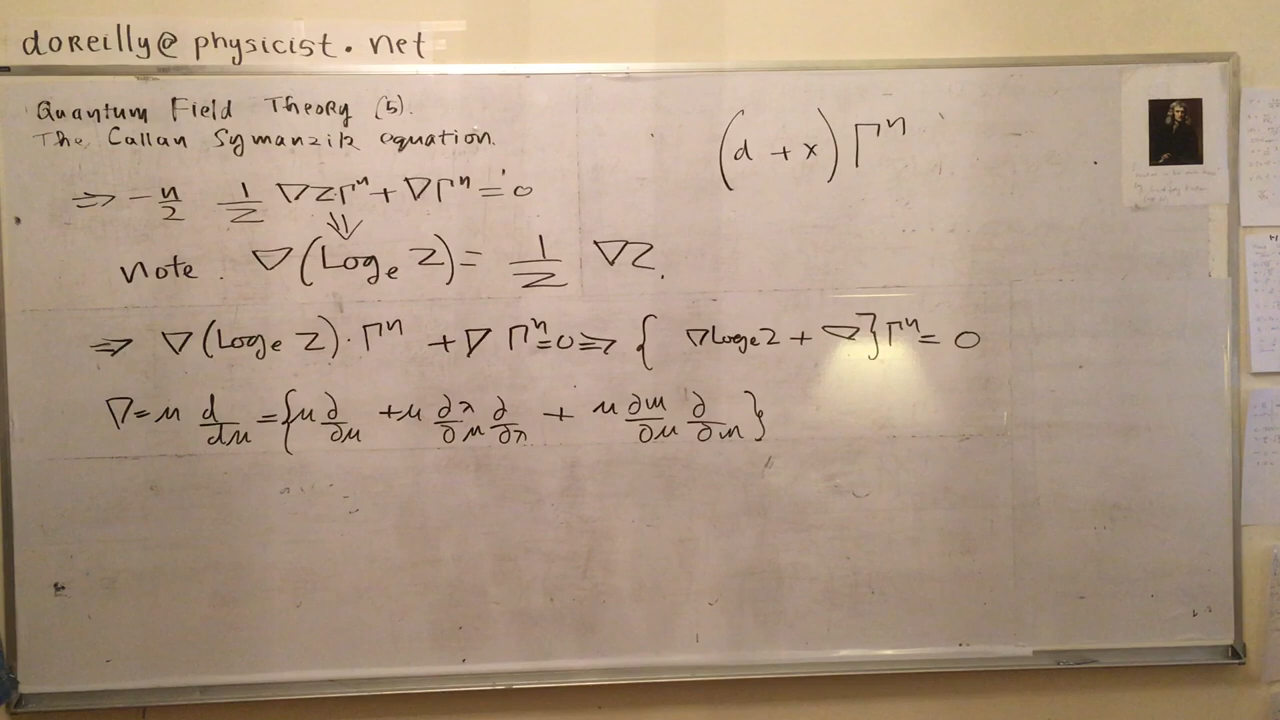 doReilly@physicist.net
Quantum Field Theory (5).
The Callan Symanzik equation.
(d + x) Γⁿ
⇒ -n/2 1/Z ∇Z Γⁿ + ∇Γⁿ = 0
⇓
Note. ∇(Logₑ Z) = 1/Z ∇Z.
⇒ ∇(Logₑ Z)·Γⁿ + ∇ Γⁿ = 0 ⇒ { ∇Logₑ Z + ∇ } Γⁿ = 0
∇ = μ d/dμ = { μ ∂/∂μ + μ ∂λ/∂μ ∂/∂λ + μ ∂m/∂μ ∂/∂m }